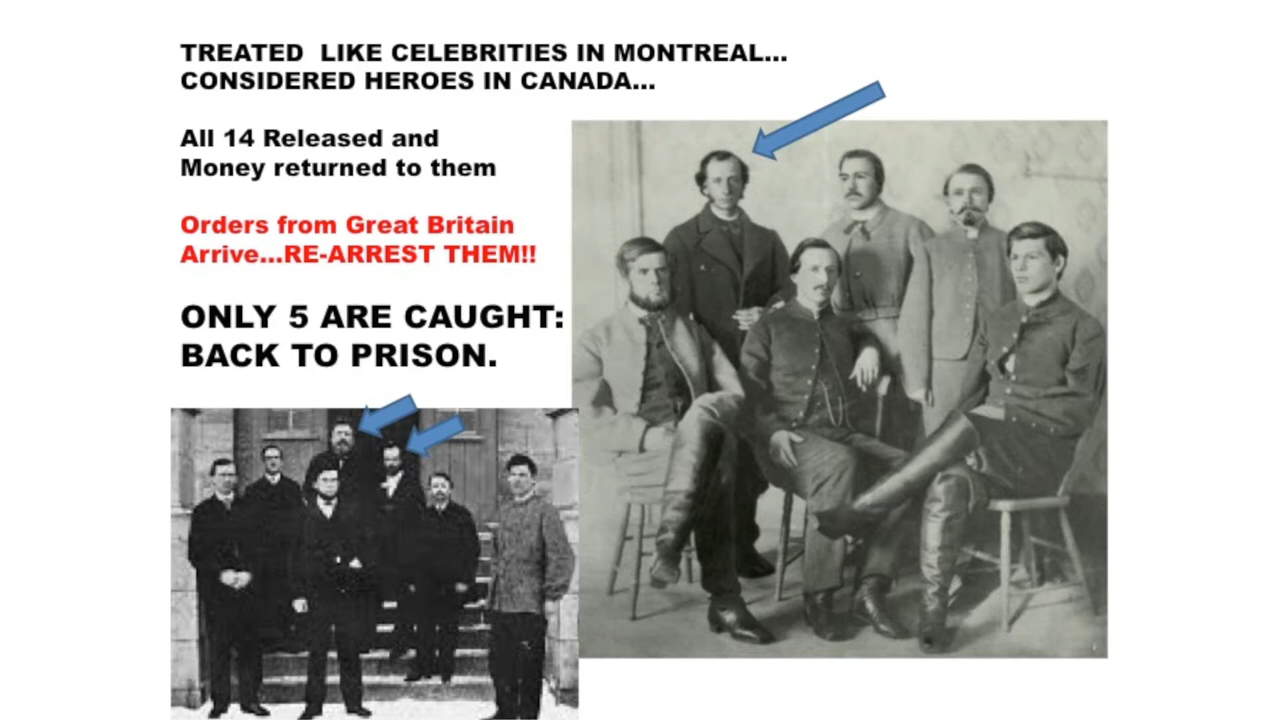 TREATED LIKE CELEBRITIES IN MONTREAL...
CONSIDERED HEROES IN CANADA...
All 14 Released and
Money returned to them
Orders from Great Britain
Arrive...RE-ARREST THEM!!
ONLY 5 ARE CAUGHT:
BACK TO PRISON.